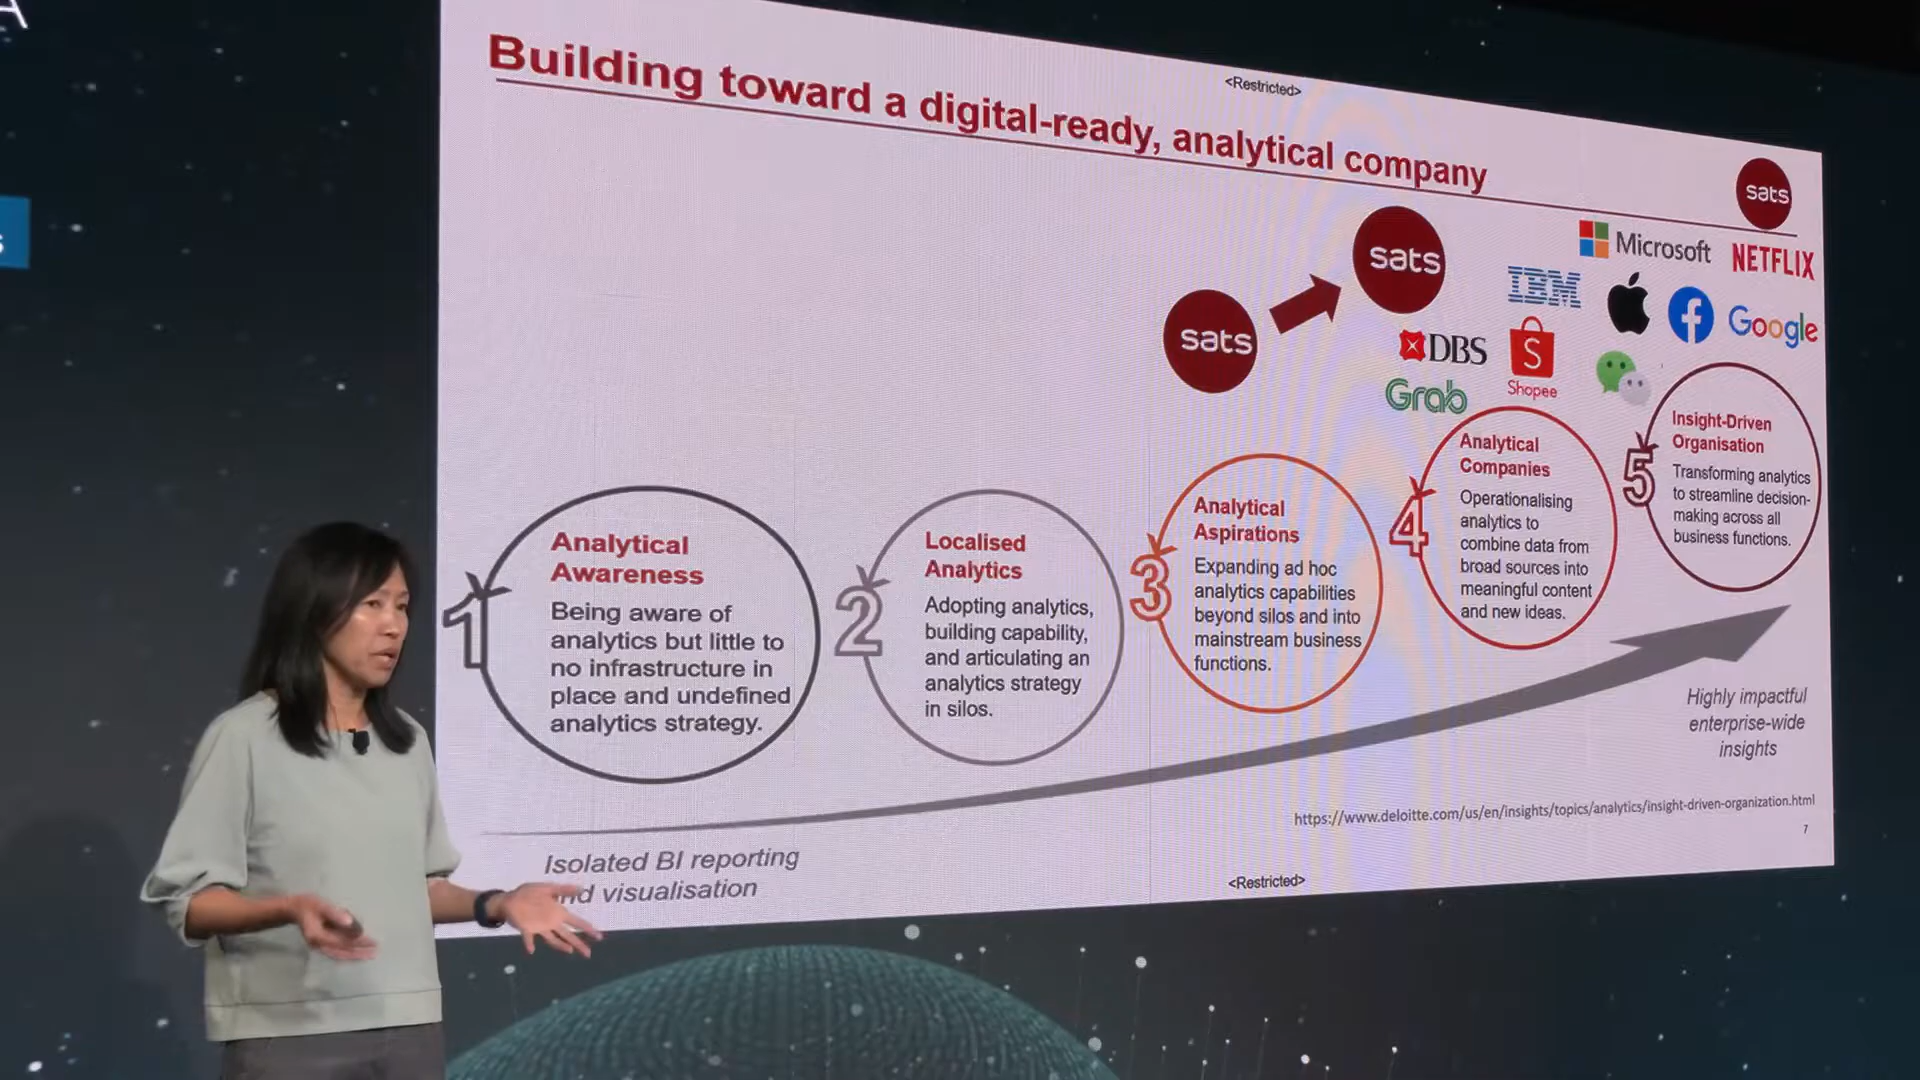 A
s
<Restricted>
Building toward a digital-ready, analytical company
sats
sats
sats
Microsoft
NETFLIX
IBM
Google
DBS
S
Shopee
Grab
1
Analytical
Awareness
Being aware of
analytics but little to
no infrastructure in
place and undefined
analytics strategy.
2
Localised
Analytics
Adopting analytics,
building capability,
and articulating an
analytics strategy
in silos.
3
Analytical
Aspirations
Expanding ad hoc
analytics capabilities
beyond silos and into
mainstream business
functions.
4
Analytical
Companies
Operationalising
analytics to
combine data from
broad sources into
meaningful content
and new ideas.
5
Insight-Driven
Organisation
Transforming analytics
to streamline decision-
making across all
business functions.
Highly impactful
enterprise-wide
insights
Isolated BI reporting
nd visualisation
https://www.deloitte.com/us/en/insights/topics/analytics/insight-driven-organization.html
7
<Restricted>